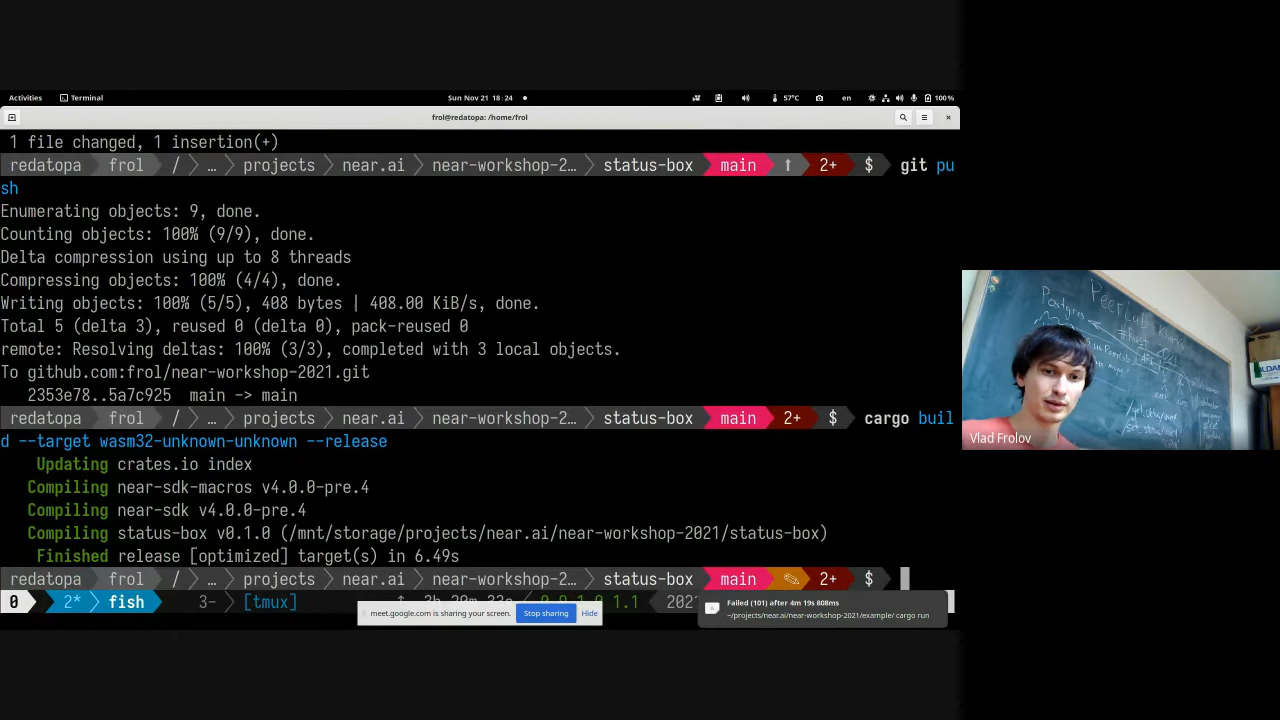 Activities Terminal Sun Nov 21 18:24 57°C en 100%
frol@redatopa: /home/frol
1 file changed, 1 insertion(+)
redatopa frol / … projects near.ai near-workshop-2… status-box main ↑ 2+ $ git pu
sh
Enumerating objects: 9, done.
Counting objects: 100% (9/9), done.
Delta compression using up to 8 threads
Compressing objects: 100% (4/4), done.
Writing objects: 100% (5/5), 408 bytes | 408.00 KiB/s, done.
Total 5 (delta 3), reused 0 (delta 0), pack-reused 0
remote: Resolving deltas: 100% (3/3), completed with 3 local objects.
To github.com:frol/near-workshop-2021.git
2353e78..5a7c925 main -> main
redatopa frol / … projects near.ai near-workshop-2… status-box main 2+ $ cargo buil
d --target wasm32-unknown-unknown --release
Updating crates.io index
Compiling near-sdk-macros v4.0.0-pre.4
Compiling near-sdk v4.0.0-pre.4
Compiling status-box v0.1.0 (/mnt/storage/projects/near.ai/near-workshop-2021/status-box)
Finished release [optimized] target(s) in 6.49s
redatopa frol / … projects near.ai near-workshop-2… status-box main ✎ 2+ $
0 2* fish 3- [tmux]
meet.google.com is sharing your screen. Stop sharing Hide
Failed (101) after 4m 19s 808ms
~/projects/near.ai/near-workshop-2021/example/ cargo run
Postgres PeerLab
Vlad Frolov